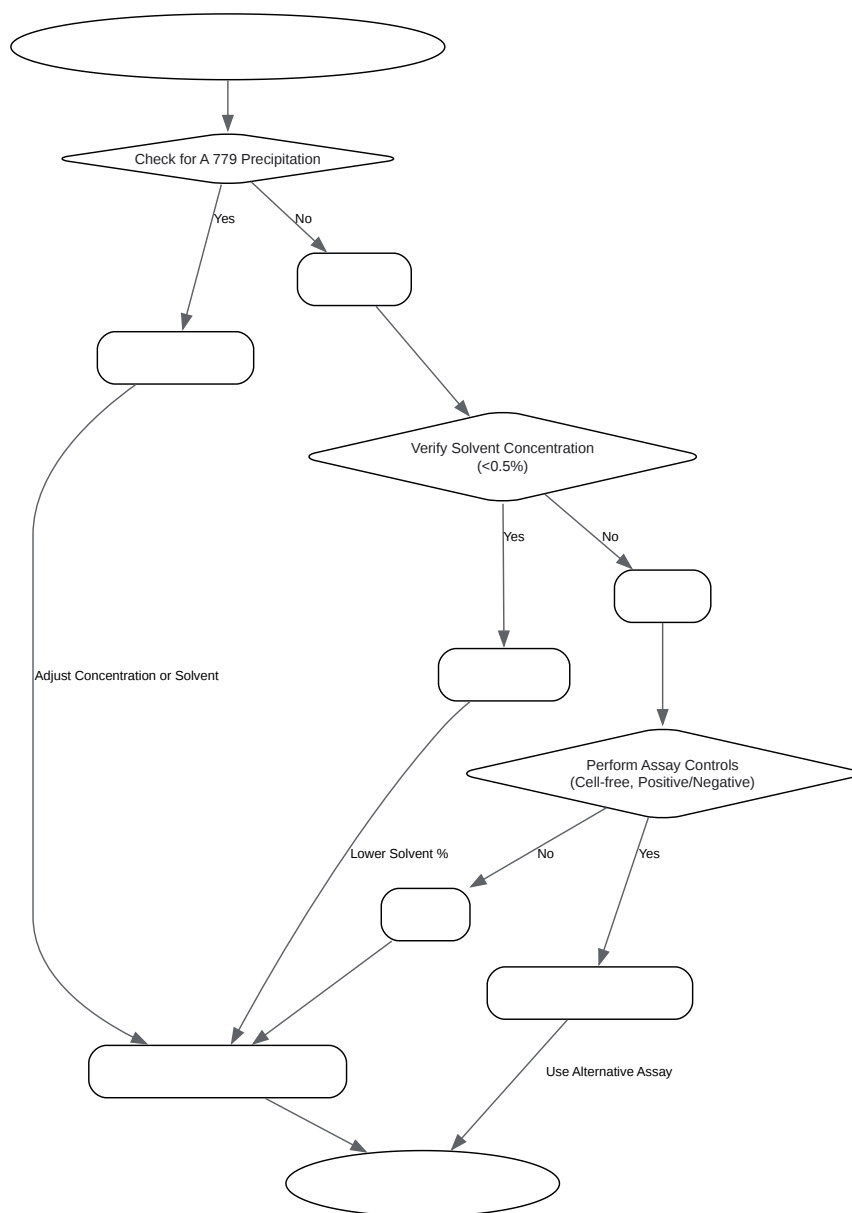 Check for A 779 Precipitation
Yes
No
Verify Solvent Concentration
(<0.5%)
Yes
No
Adjust Concentration or Solvent
Perform Assay Controls
(Cell-free, Positive/Negative)
Lower Solvent %
No
Yes
Use Alternative Assay